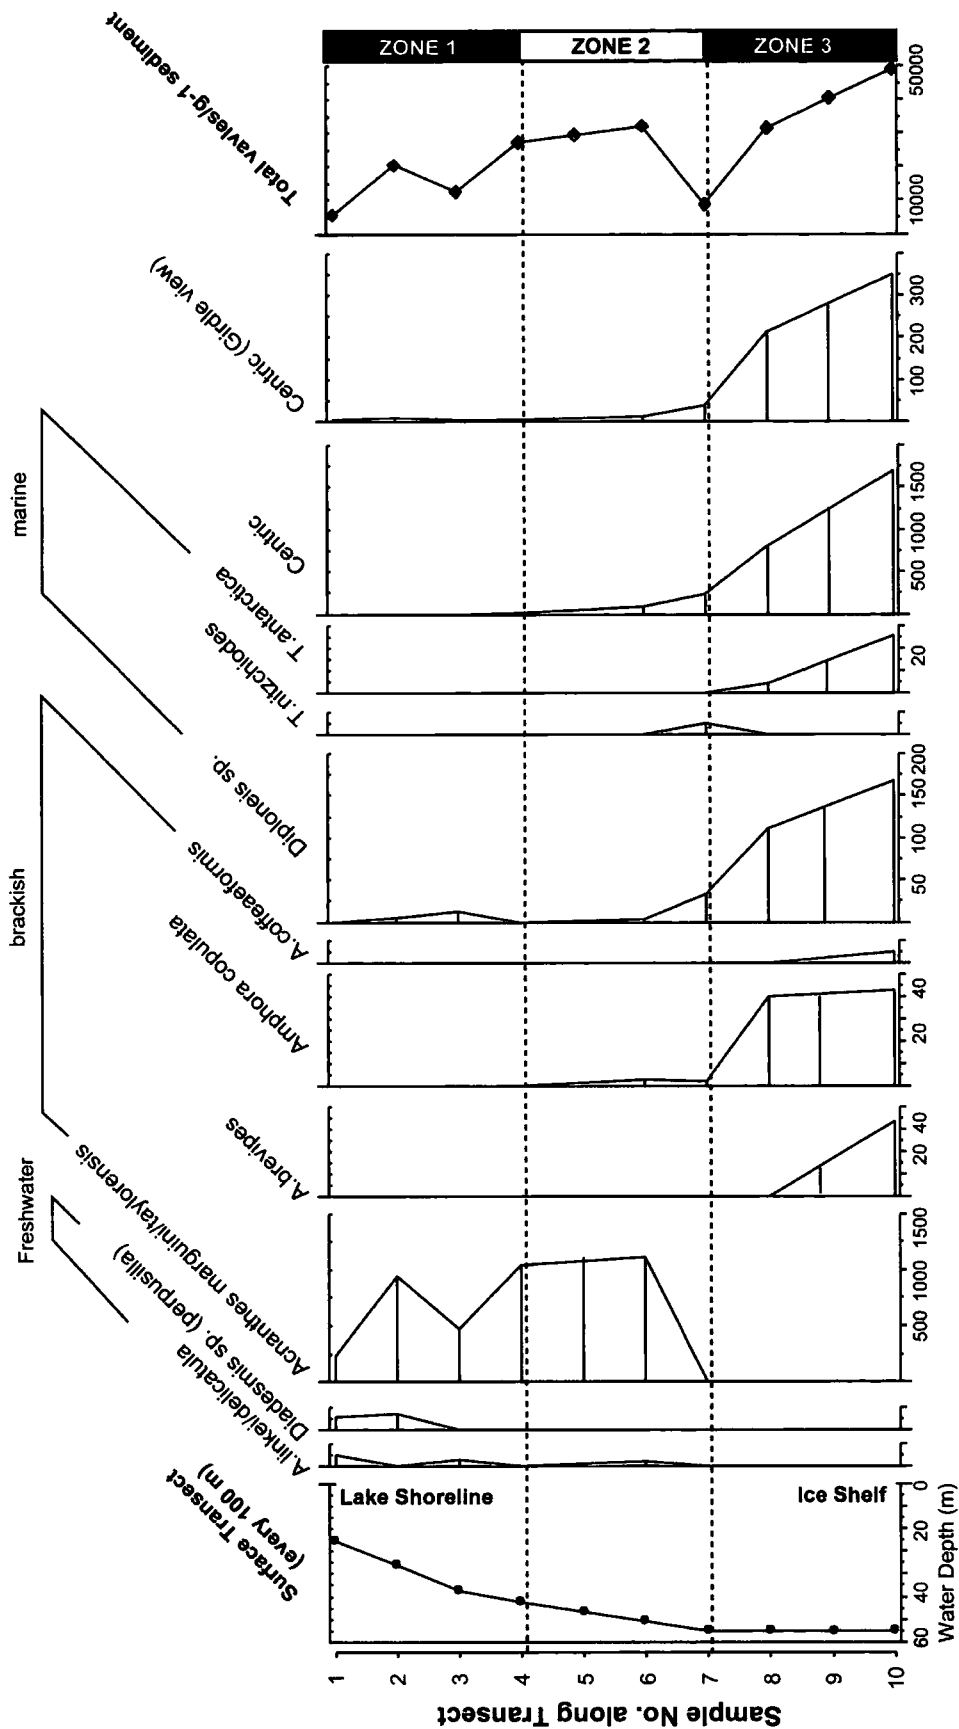 Freshwater
brackish
marine
Surface Transect
(every 100 m)
A.linkei/delicatula
Diadesmis sp. (perpusilla)
Acnanthes marguini/taylorensis
A.brevipes
Amphora copulata
A.coffeaeformis
Diploneis sp.
T.nitzchiodes
T.antarctica
Centric
Centric (Girdle view)
Total vavles/g-1 sediment
ZONE 1
ZONE 2
ZONE 3
Lake Shoreline
Ice Shelf
0
20
40
60
Water Depth (m)
500 1000 1500
20 40
20 40
50 100 150 200
20
500 1000 1500
100 200 300
10000 50000
1 2 3 4 5 6 7 8 9 10
Sample No. along Transect